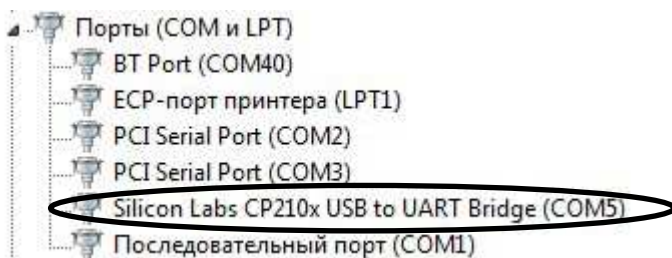 Порты (COM и LPT)
BT Port (COM40)
ECP-порт принтера (LPT1)
PCI Serial Port (COM2)
PCI Serial Port (COM3)
Silicon Labs CP210x USB to UART Bridge (COM5)
Последовательный порт (COM1)